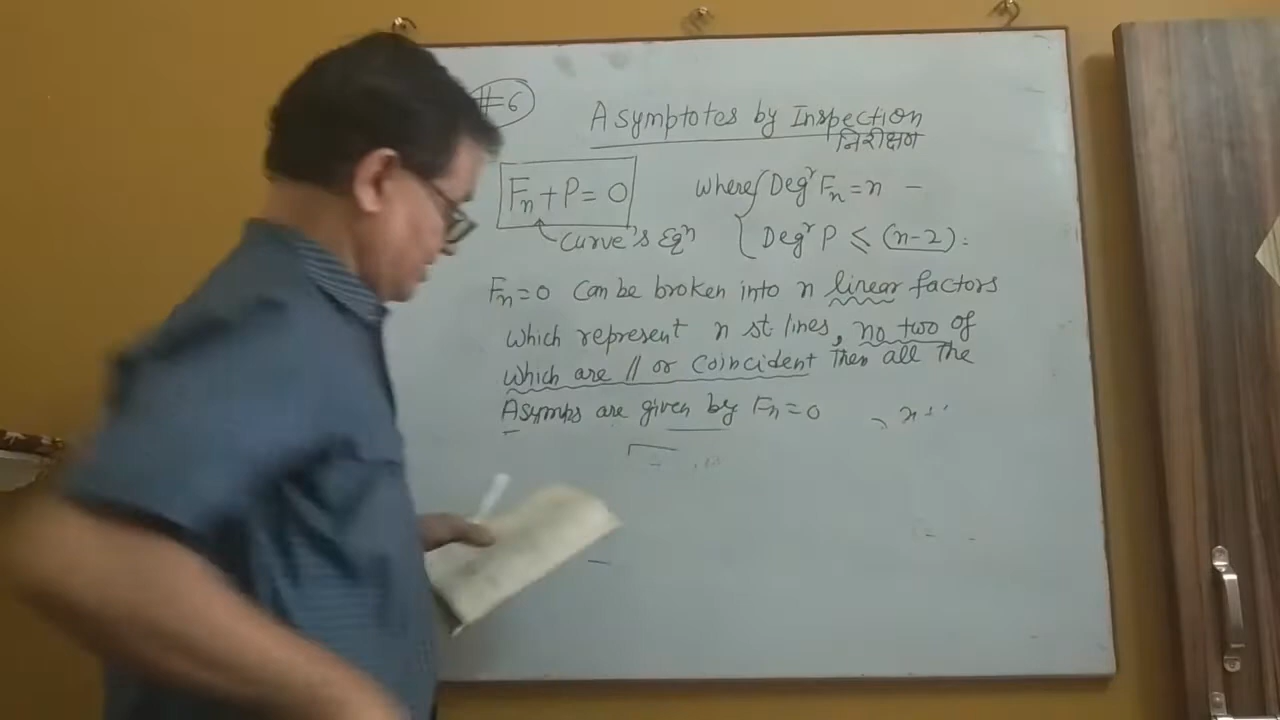 #6
Asymptotes by Inspection
निरीक्षण
Fn + P = 0 where { Deg^r Fn = n
Curve's Eqn Deg^r P ≤ (n-2)
Fn=0 Can be broken into n linear factors
which represent n st. lines, no two of
which are // or coincident then all the
Asymps are given by Fn=0